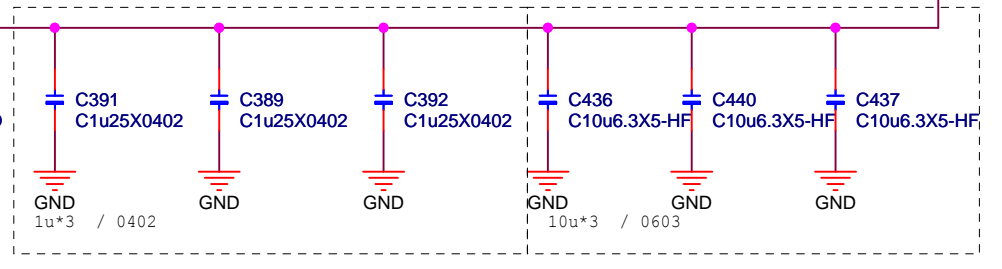 C391
C1u25X0402
C389
C1u25X0402
C392
C1u25X0402
C436
C10u6.3X5-HF
C440
C10u6.3X5-HF
C437
C10u6.3X5-HF
GND
GND
GND
GND
GND
GND
1u*3 / 0402
10u*3 / 0603